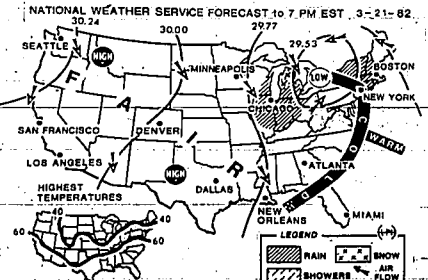 NATIONAL WEATHER SERVICE FORECAST to 7 PM EST 3-21-82
30.24
30.00
29.77
29.53
SEATTLE
HIGH
MINNEAPOLIS
LOW
BOSTON
NEW YORK
CHICAGO
FAIR
COLD
WARM
SAN FRANCISCO
DENVER
LOS ANGELES
HIGH
ATLANTA
DALLAS
HIGHEST
TEMPERATURES
NEW
ORLEANS
MIAMI
40
40
60
60
LEGEND
RAIN
SNOW
SHOWERS
AIR
FLOW